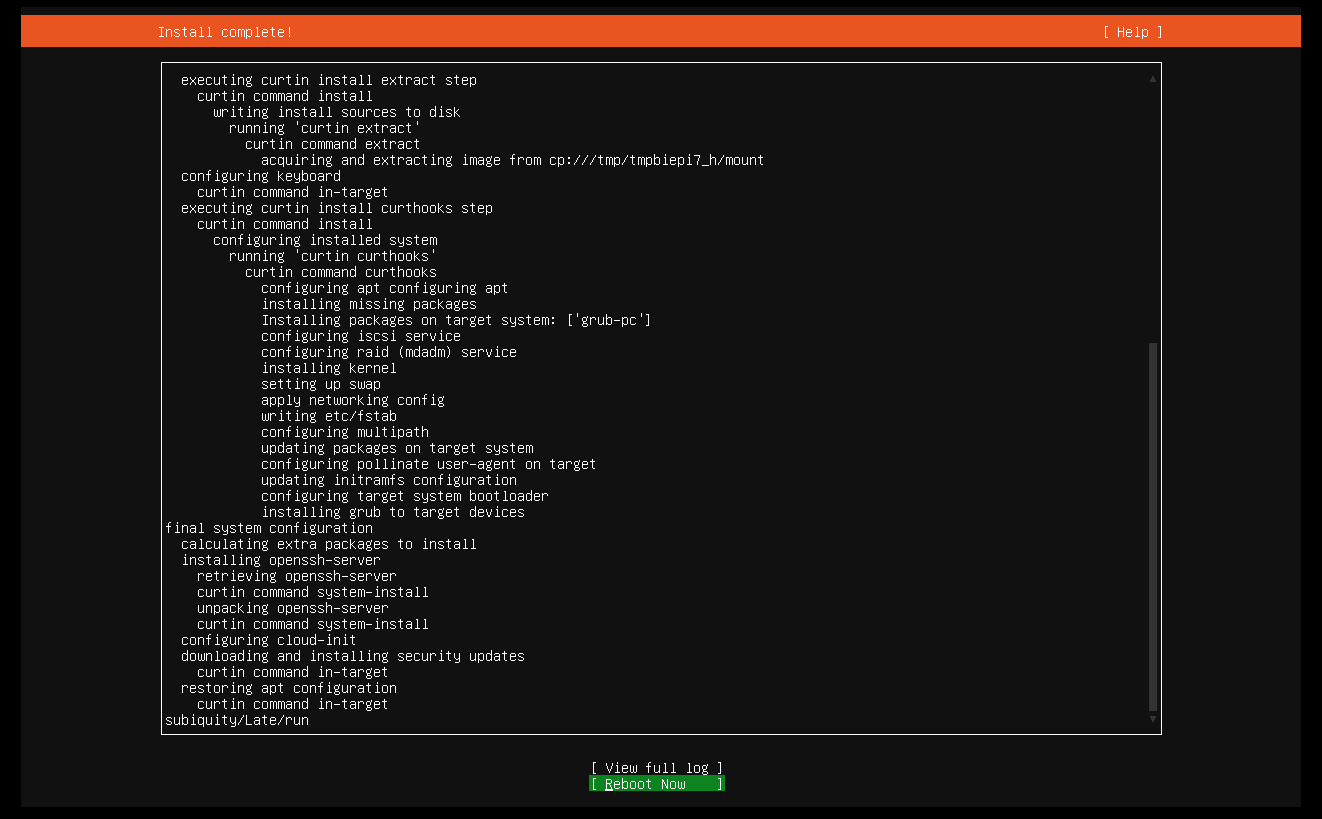 Install complete!
[ Help ]
executing curtin install extract step
curtin command install
writing install sources to disk
running 'curtin extract'
curtin command extract
acquiring and extracting image from cp:///tmp/tmpbiepi7_h/mount
configuring keyboard
curtin command in-target
executing curtin install curthooks step
curtin command install
configuring installed system
running 'curtin curthooks'
curtin command curthooks
configuring apt configuring apt
installing missing packages
Installing packages on target system: ['grub-pc']
configuring iscsi service
configuring raid (mdadm) service
installing kernel
setting up swap
apply networking config
writing etc/fstab
configuring multipath
updating packages on target system
configuring pollinate user-agent on target
updating initramfs configuration
configuring target system bootloader
installing grub to target devices
final system configuration
calculating extra packages to install
installing openssh-server
retrieving openssh-server
curtin command system-install
unpacking openssh-server
curtin command system-install
configuring cloud-init
downloading and installing security updates
curtin command in-target
restoring apt configuration
curtin command in-target
subiquity/Late/run
[ View full log ]
[ Reboot Now ]